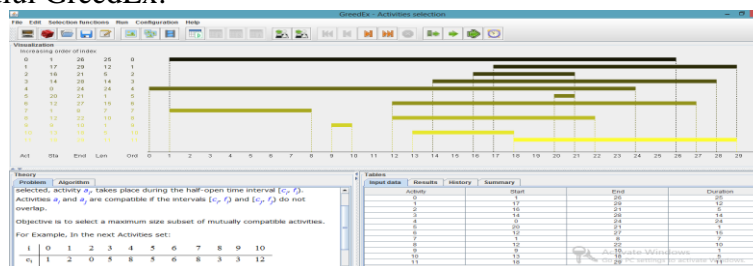 GreedEx.
GreedEx - Activities selection
File Edit Selection functions Run Configuration Help
Visualization
Increasing order of index
0 1 26 25 0
1 17 29 12 1
2 16 21 5 2
3 14 28 14 3
4 0 24 24 4
5 20 21 1 5
6 12 27 15 6
7 1 8 7 7
8 12 22 10 8
9 9 10 1 9
Act Sta End Len Ord 0 1 2 3 4 5 6 7 8 9 10 11 12 13 14 15 16 17 18 19 20 21 22 23 24 25 26 27 28 29
Theory
Problem Algorithm
selected, activity aᵢ, takes place during the half-open time interval [cᵢ, fᵢ).
Activities aᵢ and aⱼ are compatible if the intervals [cᵢ, fᵢ) and [cⱼ, fⱼ) do not
overlap.
Objective is to select a maximum size subset of mutually compatible activities.
For Example, In the next Activities set:
i 0 1 2 3 4 5 6 7 8 9 10
cᵢ 1 2 0 5 8 5 6 8 3 3 12
Tables
Input data Results History Summary
Activity Start End Duration
0 1 26 25
1 17 29 12
2 16 21 5
3 14 28 14
4 0 24 24
5 20 21 1
6 12 27 15
7 1 8 7
8 12 22 10
9 9 10 1
10 13 18 5
11 18 29 11
Activate Windows